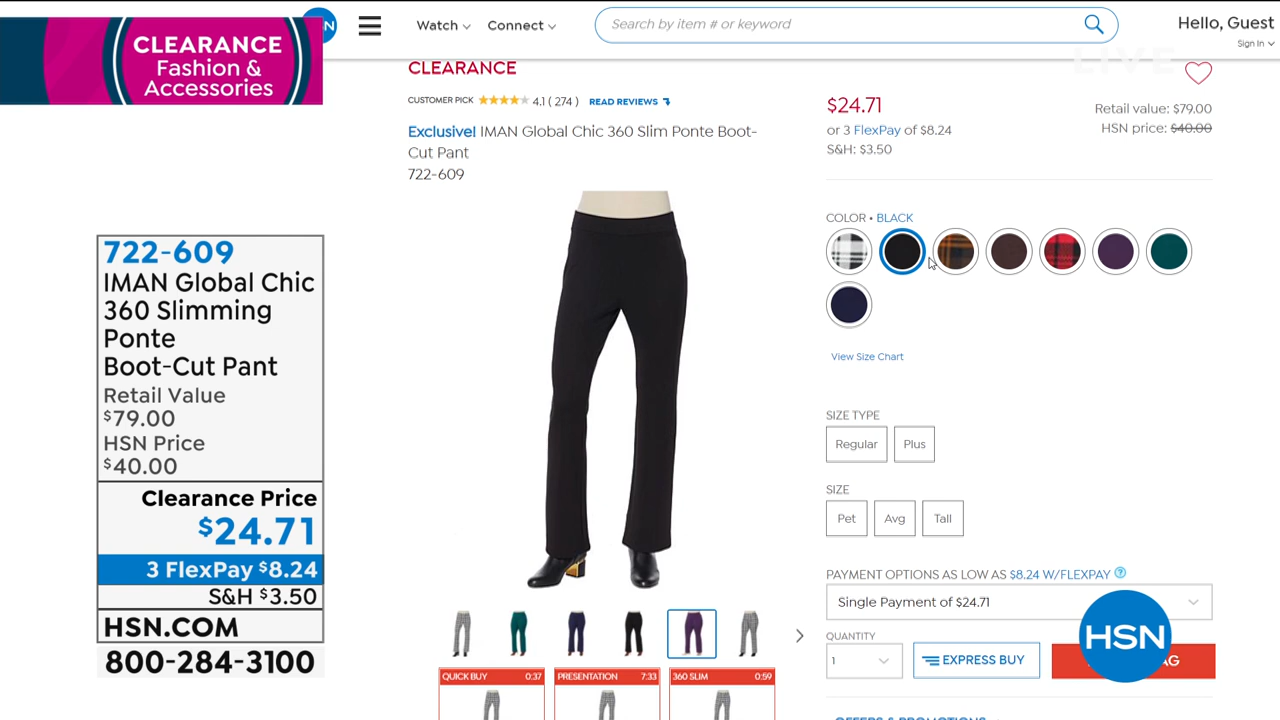 CLEARANCE
Fashion &
Accessories
Watch
Connect
Search by item # or keyword
Hello, Guest
Sign In
LIVE
CLEARANCE
CUSTOMER PICK 4.1 ( 274 ) READ REVIEWS
Exclusive! IMAN Global Chic 360 Slim Ponte Boot-
Cut Pant
722-609
$24.71
or 3 FlexPay of $8.24
S&H: $3.50
Retail value: $79.00
HSN price: $40.00
COLOR • BLACK
View Size Chart
SIZE TYPE
Regular Plus
SIZE
Pet Avg Tall
PAYMENT OPTIONS AS LOW AS $8.24 W/FLEXPAY ?
Single Payment of $24.71
QUANTITY
1
EXPRESS BUY
HSN
AG
QUICK BUY 0:37
PRESENTATION 7:33
360 SLIM 0:59
OFFERS & PROMOTIONS
722-609
IMAN Global Chic
360 Slimming
Ponte
Boot-Cut Pant
Retail Value
$79.00
HSN Price
$40.00
Clearance Price
$24.71
3 FlexPay $8.24
S&H $3.50
HSN.COM
800-284-3100